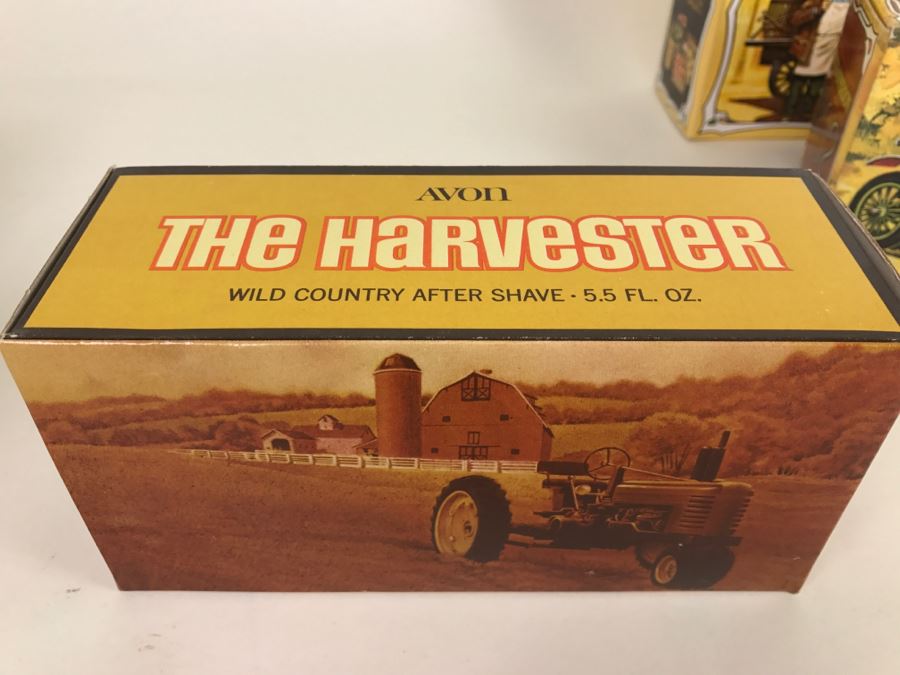 AVON
THE HARVESTER
WILD COUNTRY AFTER SHAVE · 5.5 FL. OZ.